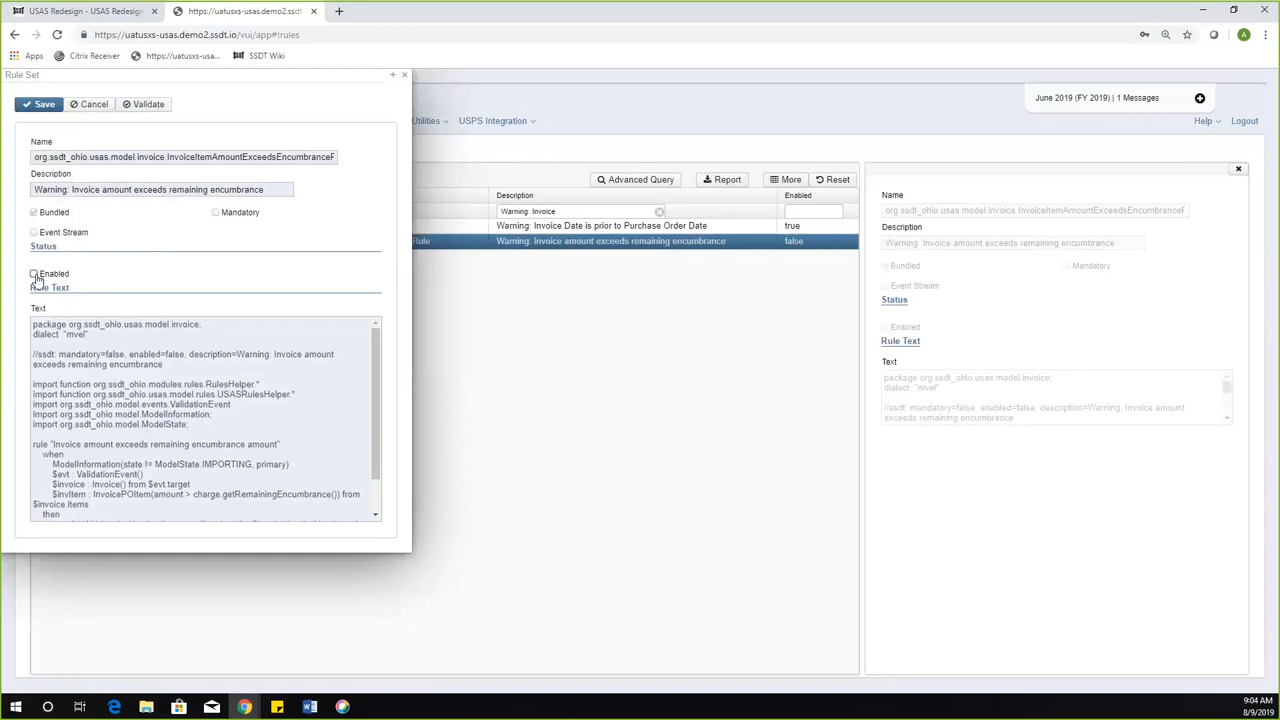 USAS Redesign - USAS Redesign
https://uatusxs-usas.demo2.ssdt
https://uatusxs-usas.demo2.ssdt.io/vui/app#!rules
A
Apps
Citrix Receiver
https://uatusxs-usas...
SSDT Wiki
Rule Set
Save
Cancel
Validate
Name
org.ssdt_ohio.usas.model.invoice InvoiceItemAmountExceedsEncumbranceF
Description
Warning: Invoice amount exceeds remaining encumbrance
Bundled
Mandatory
Event Stream
Status
Enabled
Rule Text
Text
package org.ssdt_ohio.usas.model.invoice;
dialect "mvel"
//ssdt: mandatory=false, enabled=false, description=Warning: Invoice amount
exceeds remaining encumbrance
import function org.ssdt_ohio.modules.rules.RulesHelper.*
import function org.ssdt_ohio.usas.model.rules.USASRulesHelper.*
import org.ssdt_ohio.model.events.ValidationEvent
import org.ssdt_ohio.model.ModelInformation;
import org.ssdt_ohio.model.ModelState;
rule "Invoice amount exceeds remaining encumbrance amount"
when
ModelInformation(state != ModelState.IMPORTING, primary)
$evt : ValidationEvent()
$invoice : Invoice() from $evt.target
$invItem : InvoicePOItem(amount > charge.getRemainingEncumbrance()) from
$invoice.items
then
June 2019 (FY 2019) | 1 Messages
Utilities
USPS Integration
Help
Logout
Advanced Query
Report
More
Reset
Description
Enabled
Warning: Invoice
Warning: Invoice Date is prior to Purchase Order Date
true
Rule
Warning: Invoice amount exceeds remaining encumbrance
false
Name
org.ssdt_ohio.usas.model.invoice InvoiceItemAmountExceedsEncumbranceF
Description
Warning: Invoice amount exceeds remaining encumbrance
Bundled
Mandatory
Event Stream
Status
Enabled
Rule Text
Text
package org.ssdt_ohio.usas.model.invoice;
dialect "mvel"
//ssdt: mandatory=false, enabled=false, description=Warning: Invoice amount
exceeds remaining encumbrance
9:04 AM
8/9/2019